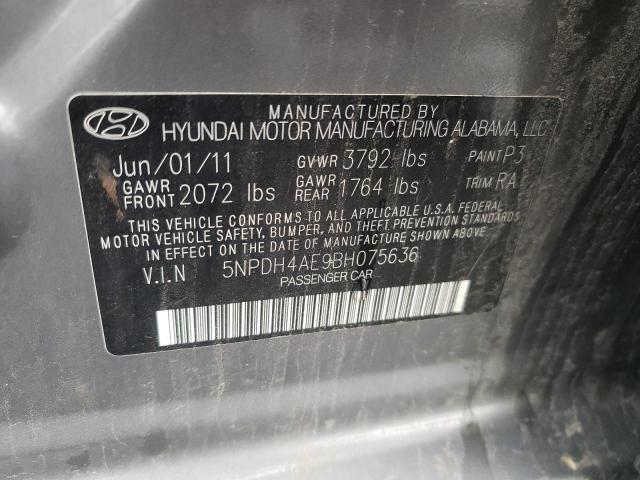 MANUFACTURED BY
HYUNDAI MOTOR MANUFACTURING ALABAMA, LLC
Jun/01/11 GVWR 3792 lbs PAINT P3
GAWR FRONT 2072 lbs GAWR REAR 1764 lbs TRIM RA
THIS VEHICLE CONFORMS TO ALL APPLICABLE U.S.A. FEDERAL
MOTOR VEHICLE SAFETY, BUMPER, AND THEFT PREVENTION STANDARDS
IN EFFECT ON THE DATE OF MANUFACTURE SHOWN ABOVE.
V.I.N 5NPDH4AE9BH075636
PASSENGER CAR